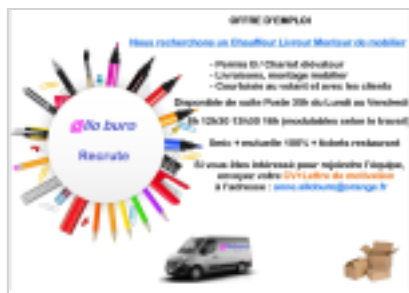 OFFRE D'EMPLOI
Nous recherchons un Chauffeur Livreur Monteur de mobilier
- Permis B / Chariot élévateur
- Livraisons, montage mobilier
- Courtoisie au volant et avec les clients
Disponible de suite Poste 35h du Lundi au Vendredi
12h30 13h30 16h (modulables selon le travail)
@llo buro
Recrute
Smic + mutuelle 100% + tickets restaurant
Si vous êtes intéressé pour rejoindre l'équipe,
envoyez votre CV+Lettre de motivation
à l'adresse :